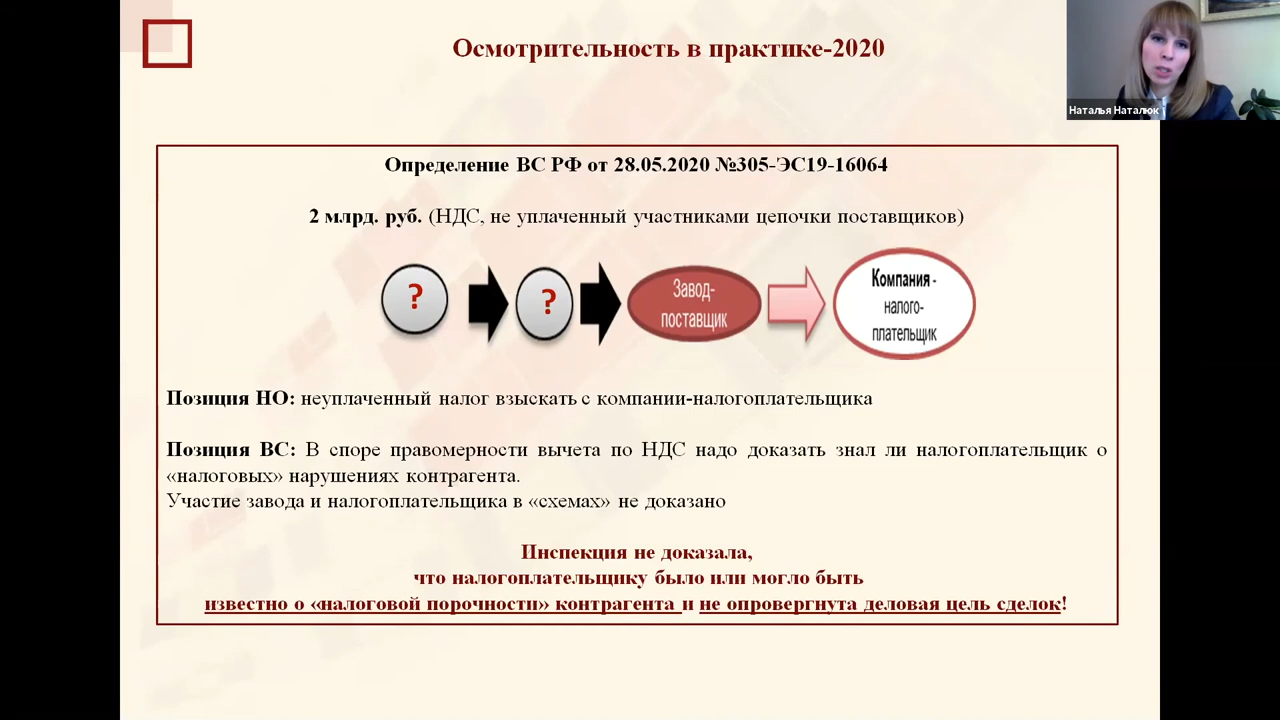 Осмотрительность в практике-2020
Наталья Наталюк
Определение ВС РФ от 28.05.2020 №305-ЭС19-16064
2 млрд. руб. (НДС, не уплаченный участниками цепочки поставщиков)
?
?
Завод-
поставщик
Компания -
налого-
плательщик
Позиция НО: неуплаченный налог взыскать с компании-налогоплательщика
Позиция ВС: В споре правомерности вычета по НДС надо доказать знал ли налогоплательщик о
«налоговых» нарушениях контрагента.
Участие завода и налогоплательщика в «схемах» не доказано
Инспекция не доказала,
что налогоплательщику было или могло быть
известно о «налоговой порочности» контрагента и не опровергнута деловая цель сделок!